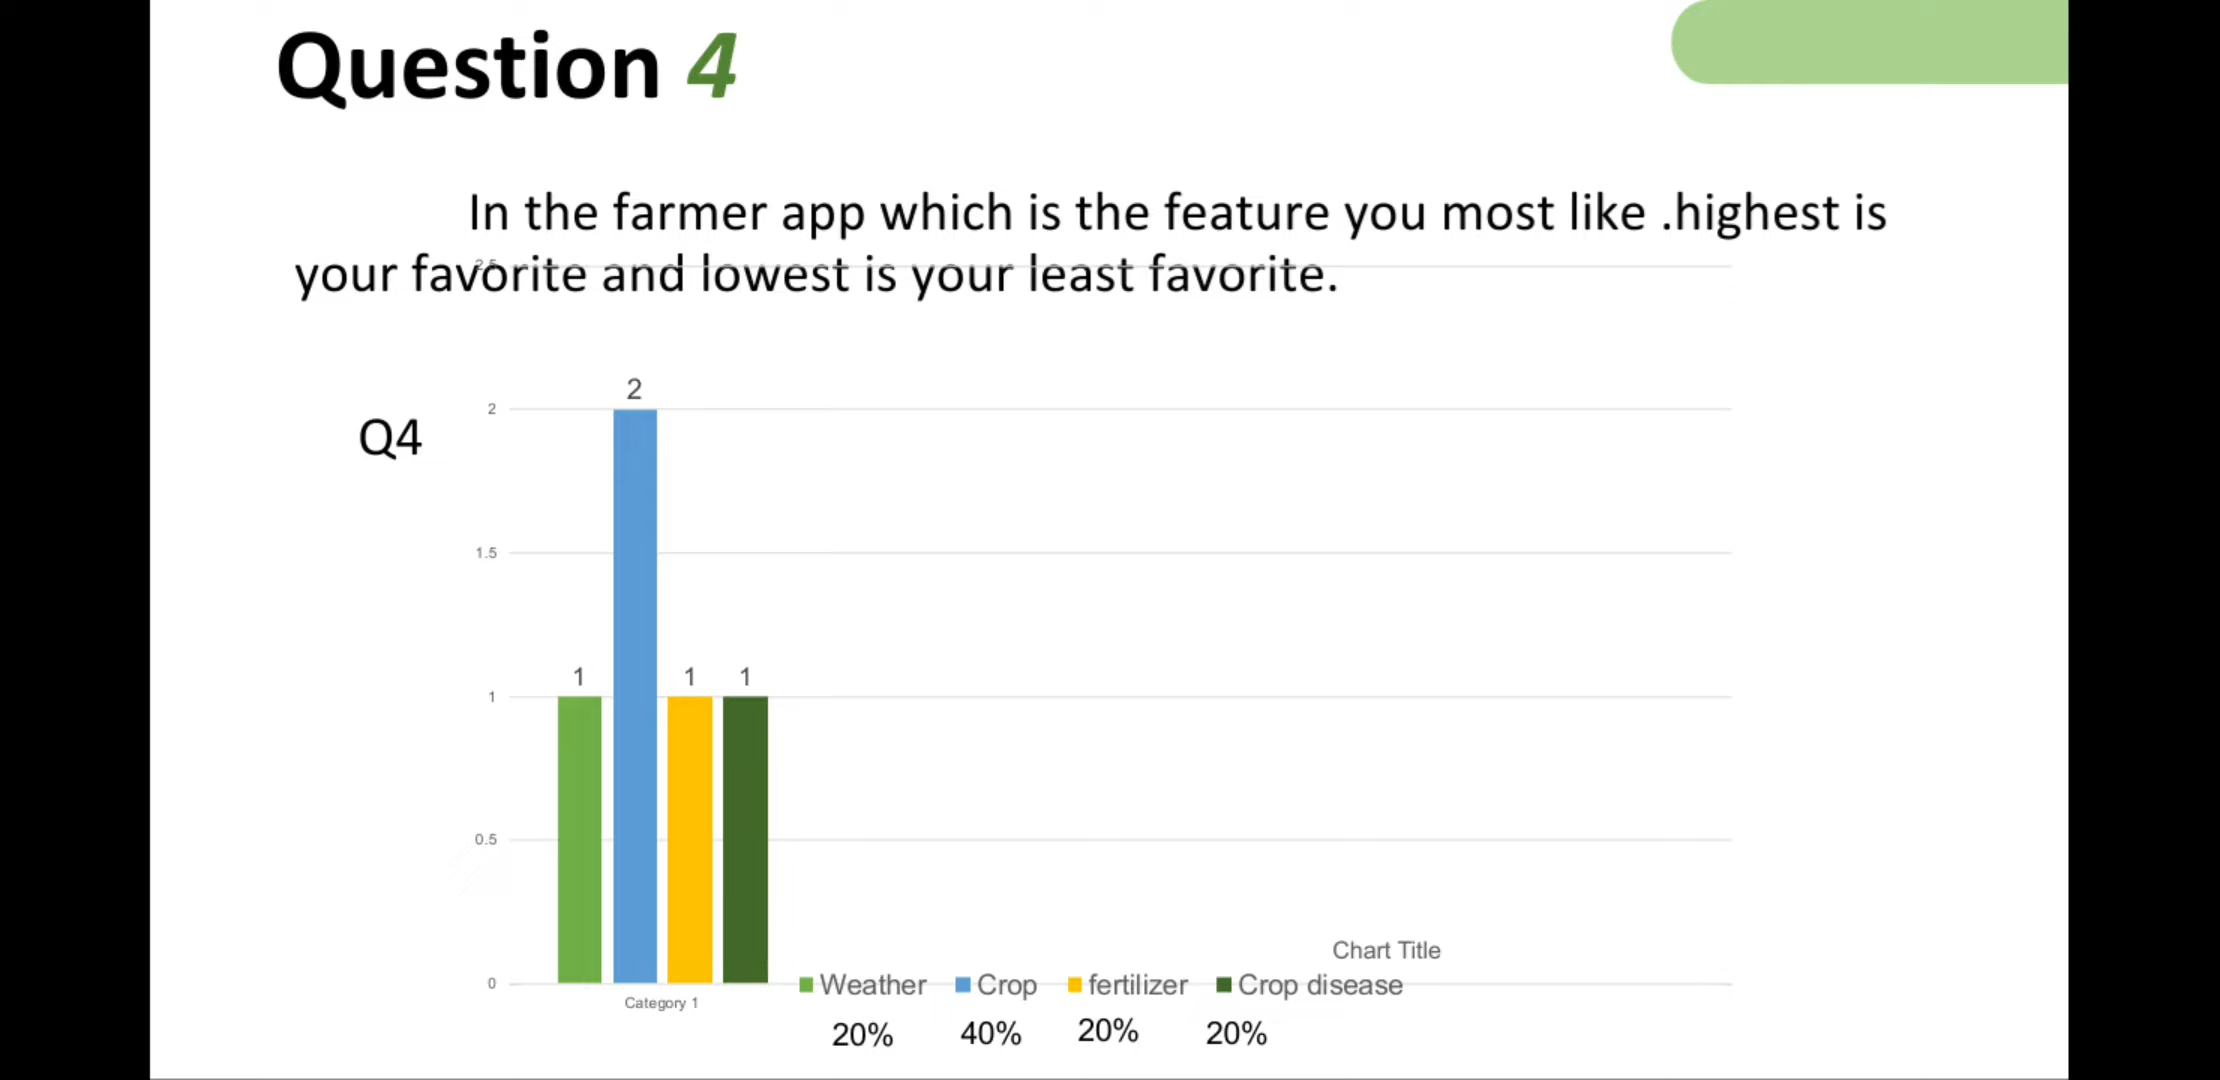 Question 4
In the farmer app which is the feature you most like .highest is
your favorite and lowest is your least favorite.
2.5
Q4
2
2
1.5
1 1 1
1
0.5
Chart Title
0
Weather Crop fertilizer Crop disease
Category 1
20% 40% 20% 20%